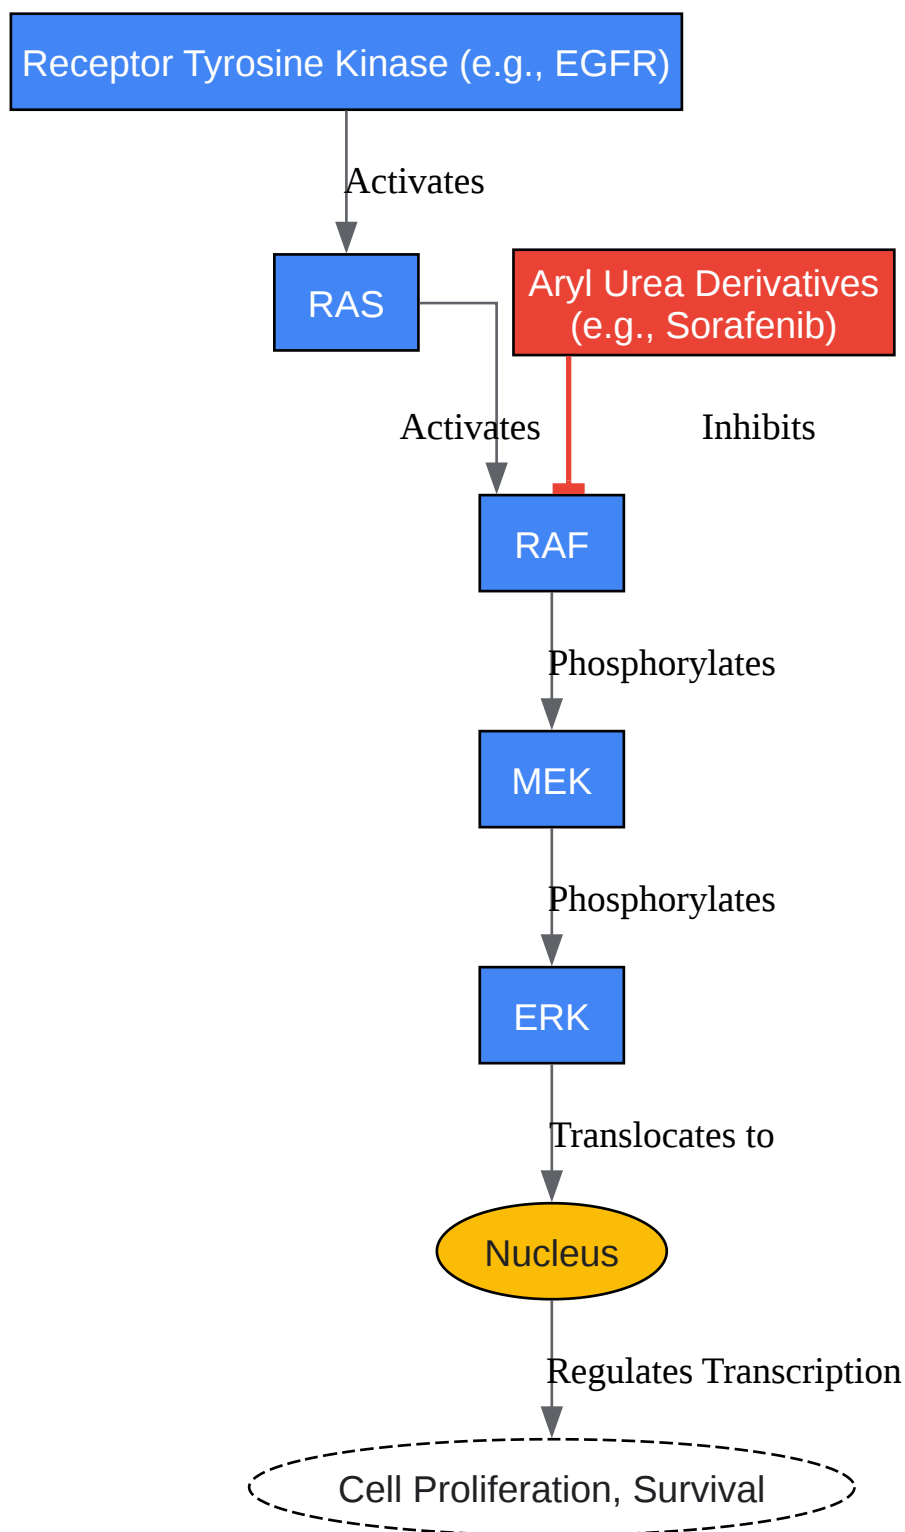 Receptor Tyrosine Kinase (e.g., EGFR)
Activates
RAS
Aryl Urea Derivatives
(e.g., Sorafenib)
Activates
Inhibits
RAF
Phosphorylates
MEK
Phosphorylates
ERK
Translocates to
Nucleus
Regulates Transcription
Cell Proliferation, Survival